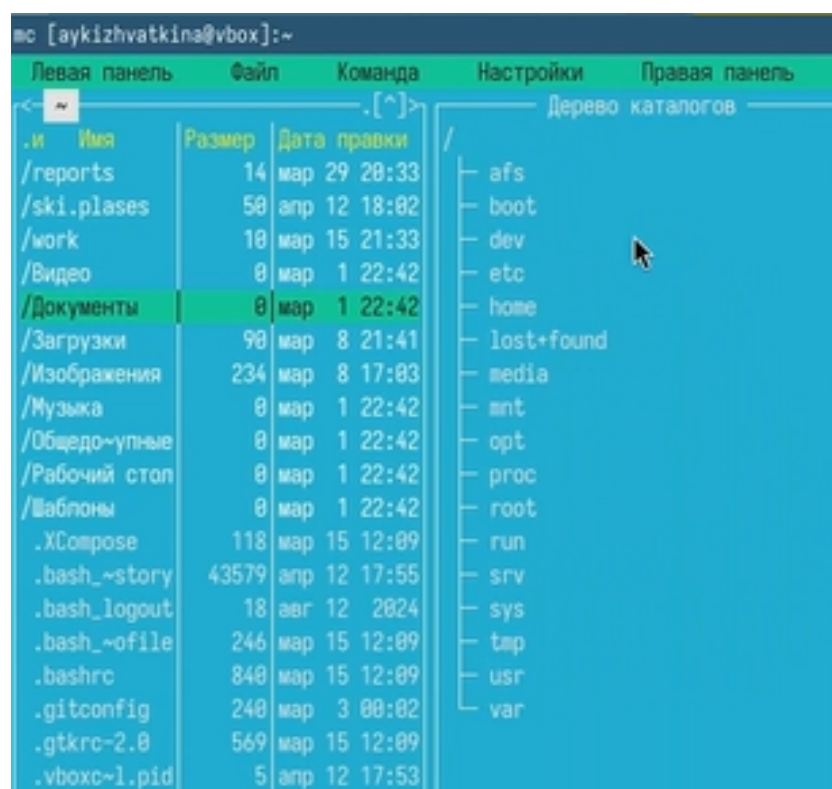 mc [aykizhvatkina@vbox]:~
Левая панель Файл Команда Настройки Правая панель
<- ~ .[^]>
.и Имя Размер Дата правки
/reports 14 мар 29 20:33
/ski.plases 50 апр 12 18:02
/work 10 мар 15 21:33
/Видео 0 мар 1 22:42
/Документы 0 мар 1 22:42
/Загрузки 90 мар 8 21:41
/Изображения 234 мар 8 17:03
/Музыка 0 мар 1 22:42
/Общедо~упные 0 мар 1 22:42
/Рабочий стол 0 мар 1 22:42
/Шаблоны 0 мар 1 22:42
.XCompose 118 мар 15 12:09
.bash_~story 43579 апр 12 17:55
.bash_logout 18 авг 12 2024
.bash_~ofile 246 мар 15 12:09
.bashrc 840 мар 15 12:09
.gitconfig 240 мар 3 00:02
.gtkrc-2.0 569 мар 15 12:09
.vboxc~l.pid 5 апр 12 17:53
Дерево каталогов
/
afs
boot
dev
etc
home
lost+found
media
mnt
opt
proc
root
run
srv
sys
tmp
usr
var